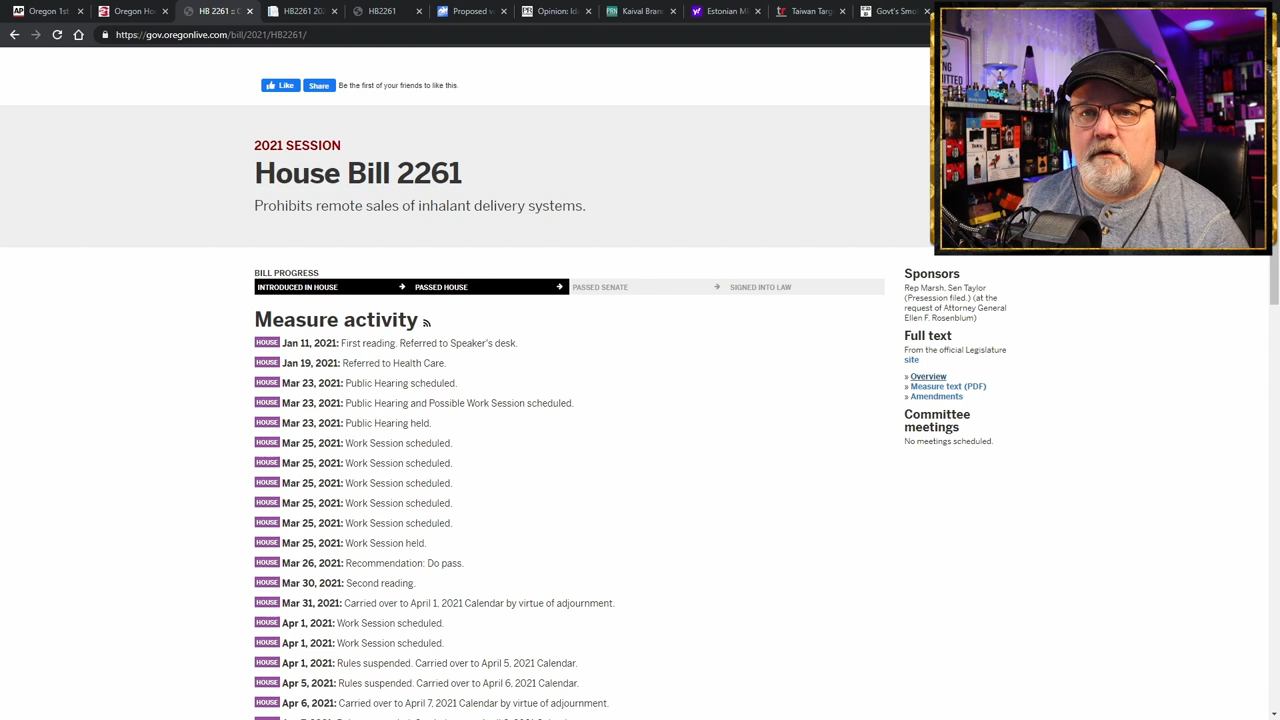 Oregon 1st
Oregon Ho
HB 2261
HB 2261
Provision 1
Opinion:
Kanal Bran
Oregonian M
E-Cig Smo
https://gov.oregonlive.com/bill/2021/HB2261/
Like
Share
Be the first of your friends to like this.
2021 SESSION
House Bill 2261
Prohibits remote sales of inhalant delivery systems.
BILL PROGRESS
INTRODUCED IN HOUSE
PASSED HOUSE
PASSED SENATE
SIGNED INTO LAW
Measure activity
HOUSE Jan 11, 2021: First reading. Referred to Speaker's desk.
HOUSE Jan 19, 2021: Referred to Health Care.
HOUSE Mar 23, 2021: Public Hearing scheduled.
HOUSE Mar 23, 2021: Public Hearing and Possible Work Session scheduled.
HOUSE Mar 23, 2021: Public Hearing held.
HOUSE Mar 25, 2021: Work Session scheduled.
HOUSE Mar 25, 2021: Work Session scheduled.
HOUSE Mar 25, 2021: Work Session scheduled.
HOUSE Mar 25, 2021: Work Session scheduled.
HOUSE Mar 25, 2021: Work Session scheduled.
HOUSE Mar 25, 2021: Work Session held.
HOUSE Mar 26, 2021: Recommendation: Do pass.
HOUSE Mar 30, 2021: Second reading.
HOUSE Mar 31, 2021: Carried over to April 1, 2021 Calendar by virtue of adjournment.
HOUSE Apr 1, 2021: Work Session scheduled.
HOUSE Apr 1, 2021: Work Session scheduled.
HOUSE Apr 1, 2021: Rules suspended. Carried over to April 5, 2021 Calendar.
HOUSE Apr 5, 2021: Rules suspended. Carried over to April 6, 2021 Calendar.
HOUSE Apr 6, 2021: Carried over to April 7, 2021 Calendar by virtue of adjournment.
Sponsors
Rep Marsh, Sen Taylor
(Presession filed.) (at the
request of Attorney General
Ellen F. Rosenblum)
Full text
From the official Legislature
site
» Overview
» Measure text (PDF)
» Amendments
Committee
meetings
No meetings scheduled.